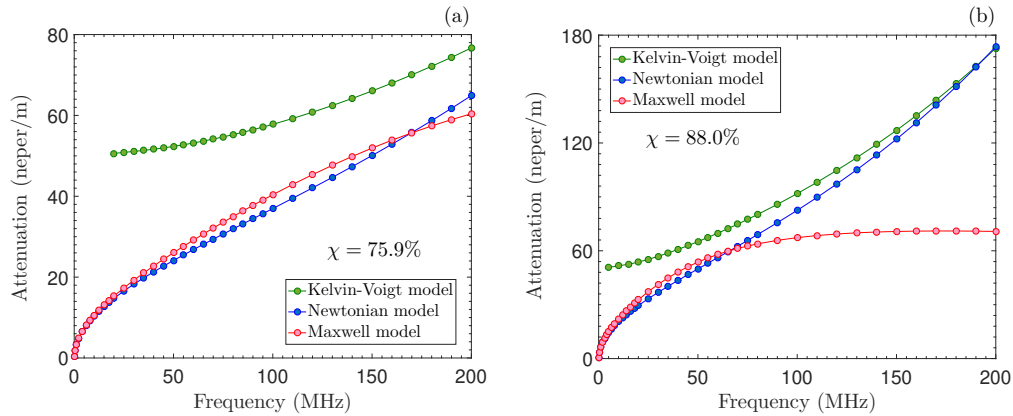 (a)
80
60
40
20
0
Attenuation (neper/m)
χ = 75.9%
Kelvin-Voigt model
Newtonian model
Maxwell model
0 50 100 150 200
Frequency (MHz)
(b)
180
120
60
0
Attenuation (neper/m)
Kelvin-Voigt model
Newtonian model
Maxwell model
χ = 88.0%
0 50 100 150 200
Frequency (MHz)